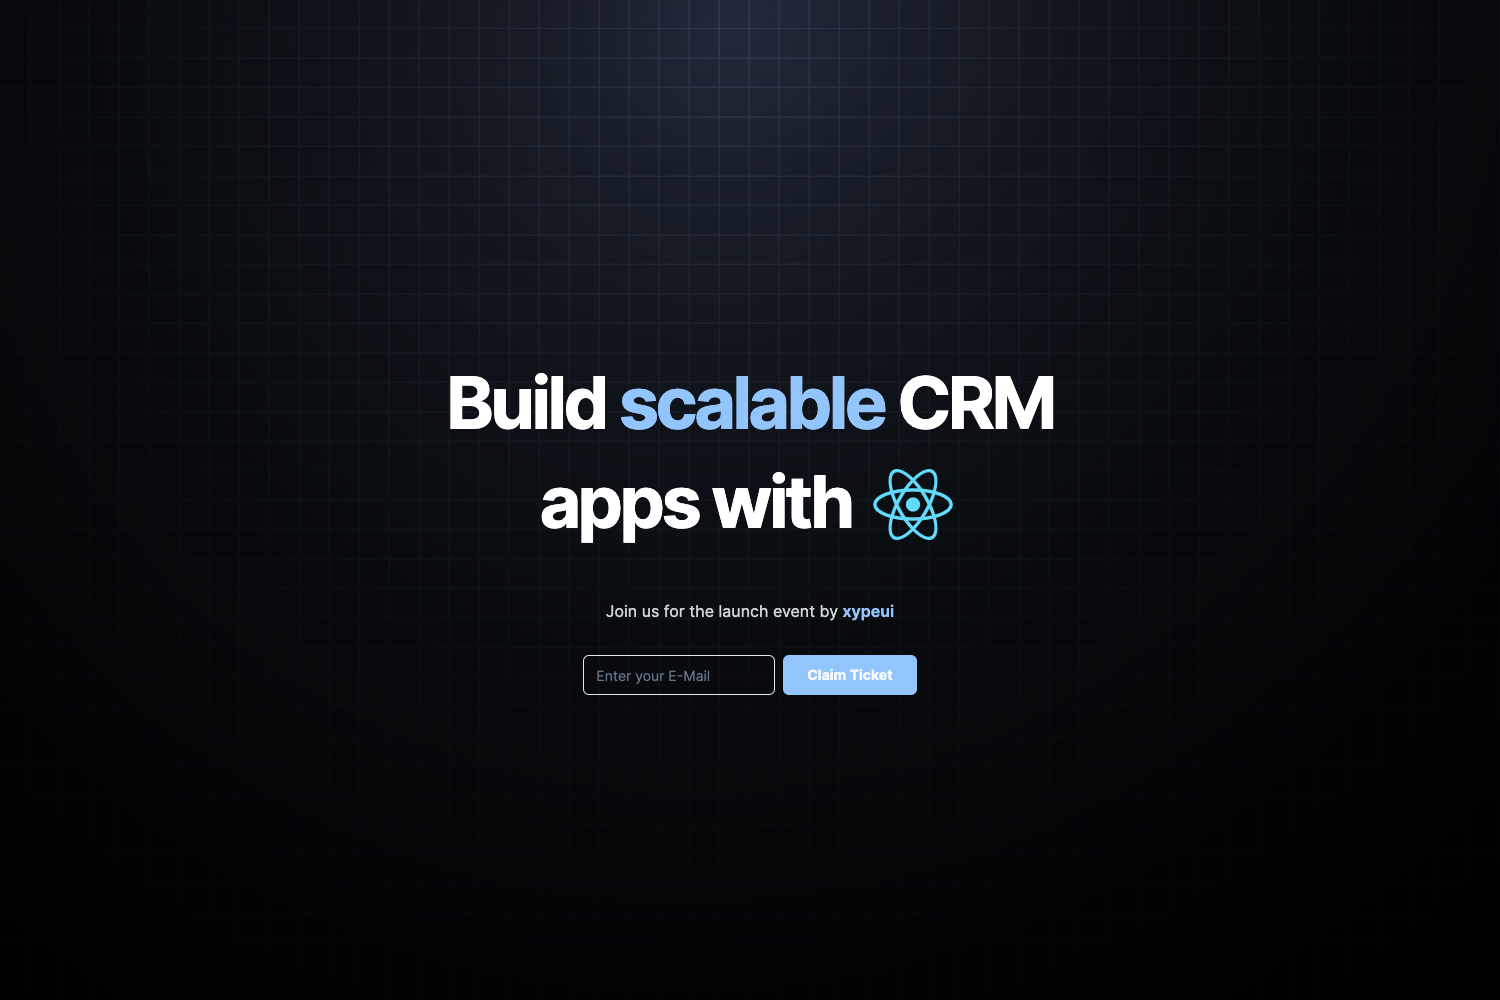 Build scalable CRM
apps with
Join us for the launch event by xypeui
Enter your E-Mail
Claim Ticket